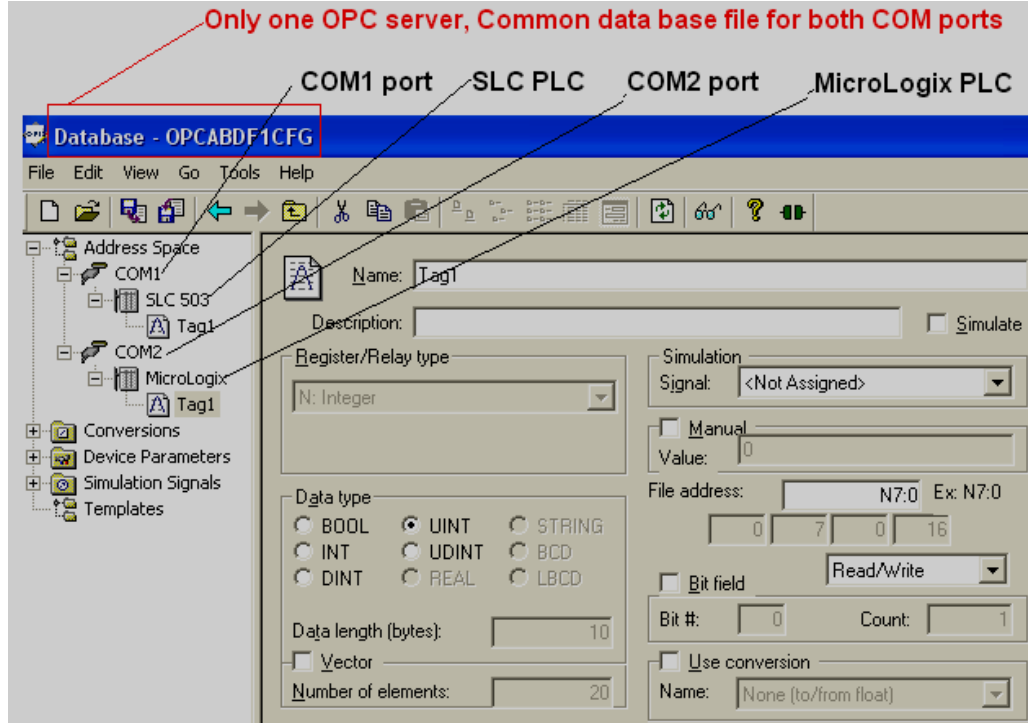 Only one OPC server, Common data base file for both COM ports
COM1 port SLC PLC COM2 port MicroLogix PLC
Database - OPCABDF1CFG
File Edit View Go Tools Help
Address Space
COM1
SLC 503
Tag1
COM2
MicroLogix
Tag1
Conversions
Device Parameters
Simulation Signals
Templates
Name: Tag1
Description:
Simulate
Register/Relay type
N: Integer
Simulation
Signal: <Not Assigned>
Manual
Value: 0
Data type
BOOL UINT STRING
INT UDINT BCD
DINT REAL LBCD
Data length (bytes): 10
Vector
Number of elements: 20
File address: N7:0 Ex: N7:0
0 7 0 16
Read/Write
Bit field
Bit #: 0 Count: 1
Use conversion
Name: None (to/from float)